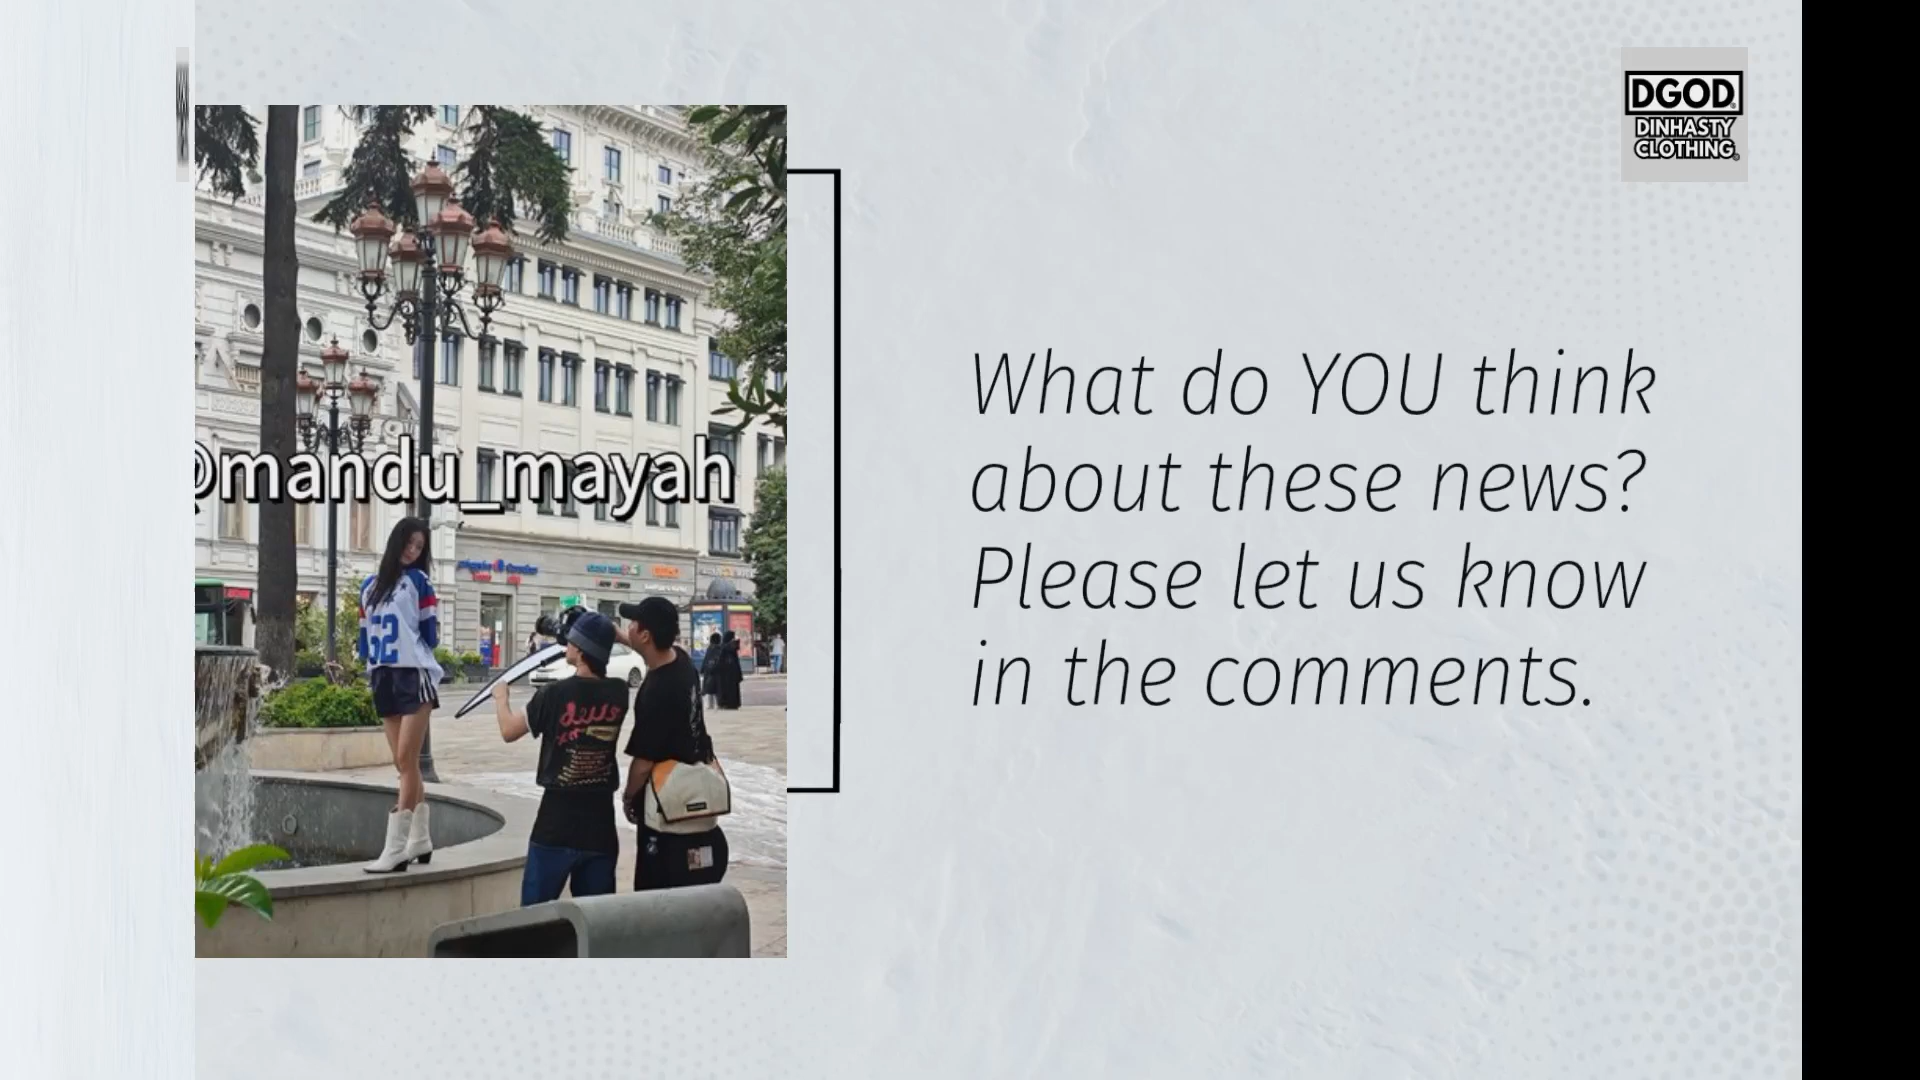 DGOD
DINHASTY
CLOTHING
@mandu_mayah
52
deus
What do YOU think
about these news?
Please let us know
in the comments.